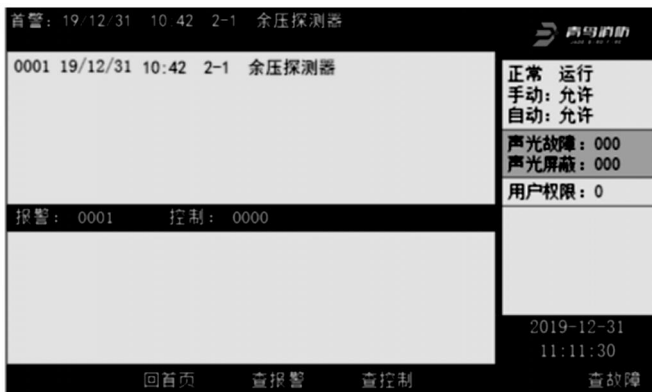 首警: 19/12/31 10:42 2-1 余压探测器
青鸟消防
0001 19/12/31 10:42 2-1 余压探测器
正常 运行
手动: 允许
自动: 允许
声光故障: 000
声光屏蔽: 000
用户权限: 0
报警: 0001 控制: 0000
2019-12-31
11:11:30
回首页 查报警 查控制 查故障